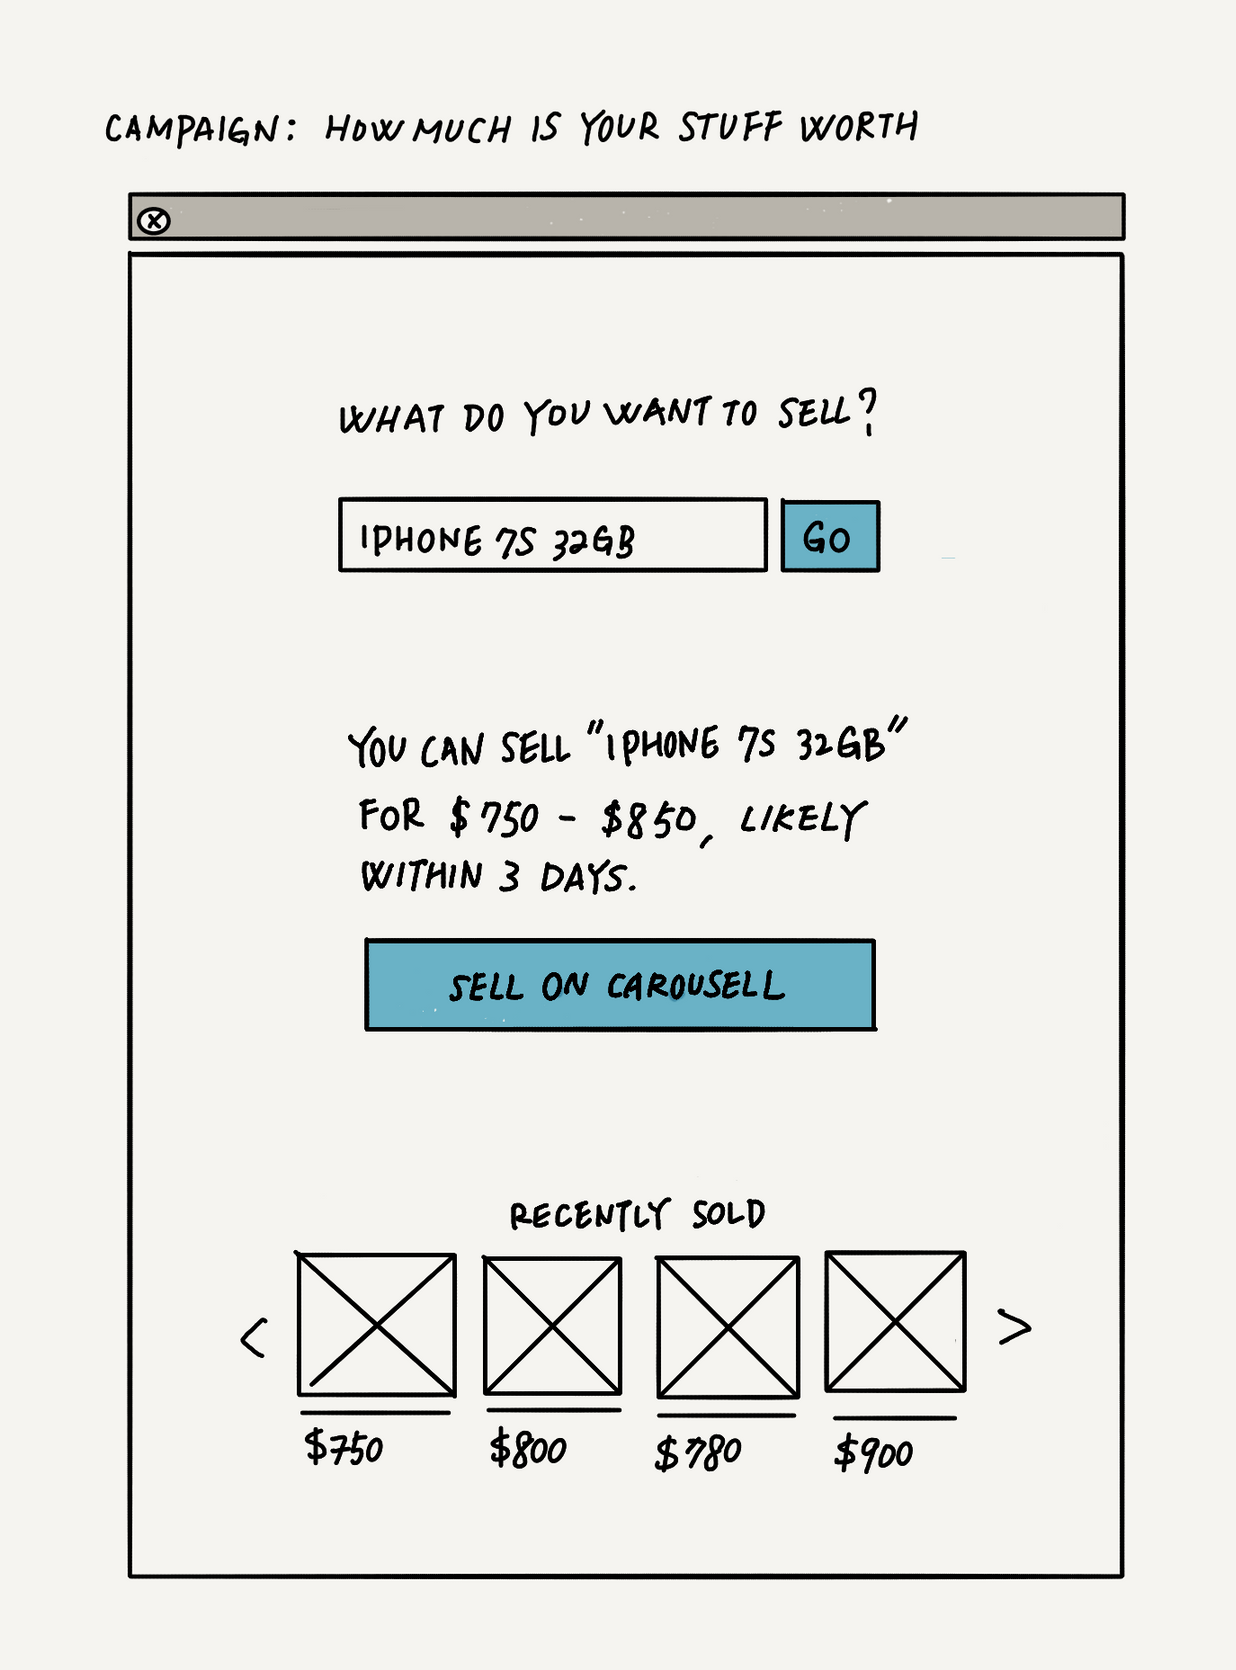 CAMPAIGN: HOW MUCH IS YOUR STUFF WORTH
WHAT DO YOU WANT TO SELL?
IPHONE 7S 32GB
GO
YOU CAN SELL "IPHONE 7S 32GB"
FOR $750 - $850, LIKELY
WITHIN 3 DAYS.
SELL ON CAROUSELL
RECENTLY SOLD
$750 $800 $780 $900